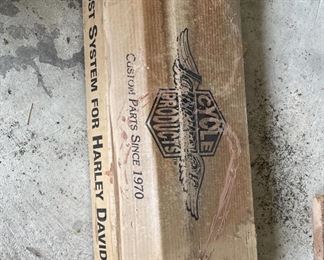 ST SYSTEM FOR HARLEY DAVID
CYCLE
PRODUCTS
CUSTOM PARTS SINCE 1970